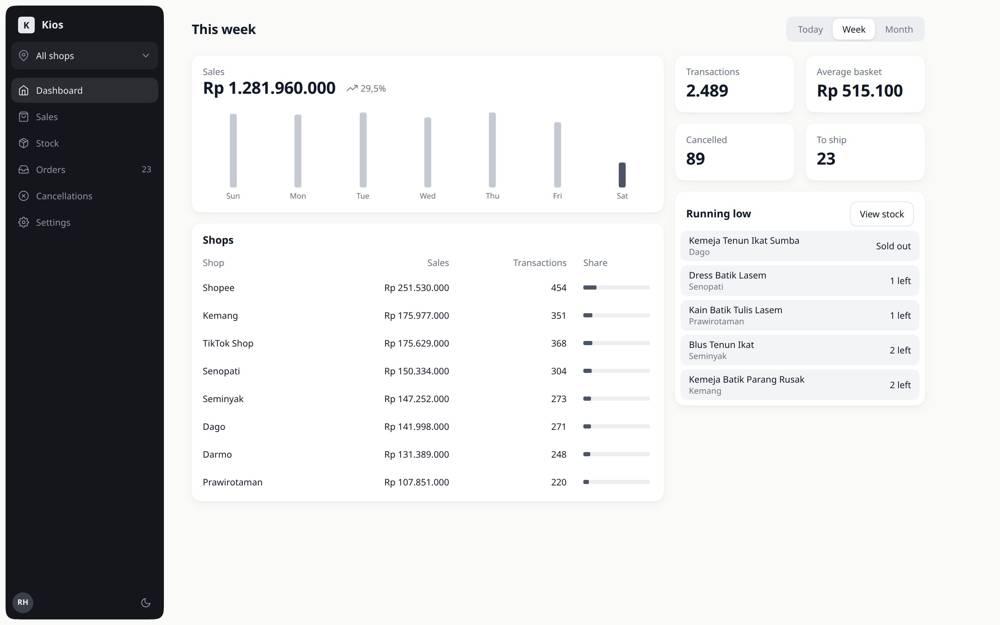 K Kios
All shops
Dashboard
Sales
Stock
Orders 23
Cancellations
Settings
RH
This week
Today Week Month
Sales
Rp 1.281.960.000 29,5%
Sun Mon Tue Wed Thu Fri Sat
Transactions
2.489
Average basket
Rp 515.100
Cancelled
89
To ship
23
Shops
Shop Sales Transactions Share
Shopee Rp 251.530.000 454
Kemang Rp 175.977.000 351
TikTok Shop Rp 175.629.000 368
Senopati Rp 150.334.000 304
Seminyak Rp 147.252.000 273
Dago Rp 141.998.000 271
Darmo Rp 131.389.000 248
Prawirotaman Rp 107.851.000 220
Running low View stock
Kemeja Tenun Ikat Sumba
Dago
Sold out
Dress Batik Lasem
Senopati
1 left
Kain Batik Tulis Lasem
Prawirotaman
1 left
Blus Tenun Ikat
Seminyak
2 left
Kemeja Batik Parang Rusak
Kemang
2 left